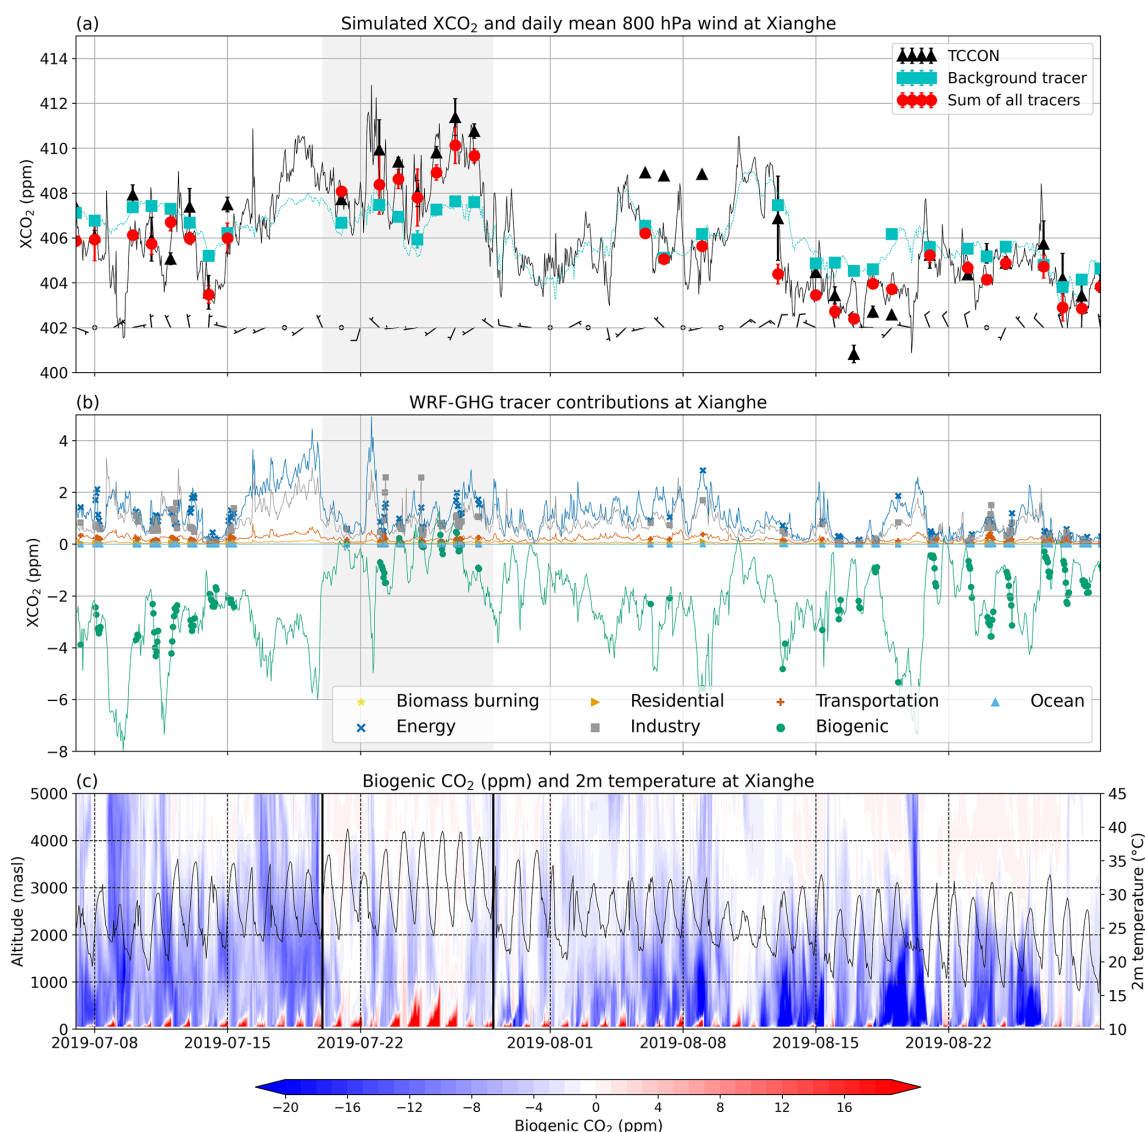 (a) Simulated XCO₂ and daily mean 800 hPa wind at Xianghe
414
412
410
408
406
404
402
400
XCO₂ (ppm)
TCCON
Background tracer
Sum of all tracers
(b) WRF-GHG tracer contributions at Xianghe
4
2
0
−2
−4
−6
−8
XCO₂ (ppm)
Biomass burning Residential Transportation Ocean
Energy Industry Biogenic
(c) Biogenic CO₂ (ppm) and 2m temperature at Xianghe
5000
4000
3000
2000
1000
0
Altitude (masl)
45
40
35
30
25
20
15
10
2m temperature (°C)
2019-07-08 2019-07-15 2019-07-22 2019-08-01 2019-08-08 2019-08-15 2019-08-22
−20 −16 −12 −8 −4 0 4 8 12 16
Biogenic CO₂ (ppm)